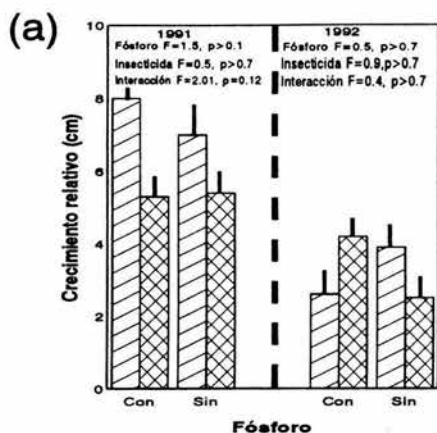 (a)
1991
Fósforo F=1.5, p>0.1
Insecticida F=0.5, p>0.7
Interacción F=2.01, p=0.12
1992
Fósforo F=0.5, p>0.7
Insecticida F=0.9,p>0.7
Interacción F=0.4, p>0.7
Crecimiento relativo (cm)
10
8
6
4
2
0
Con
Sin
Con
Sin
Fósforo